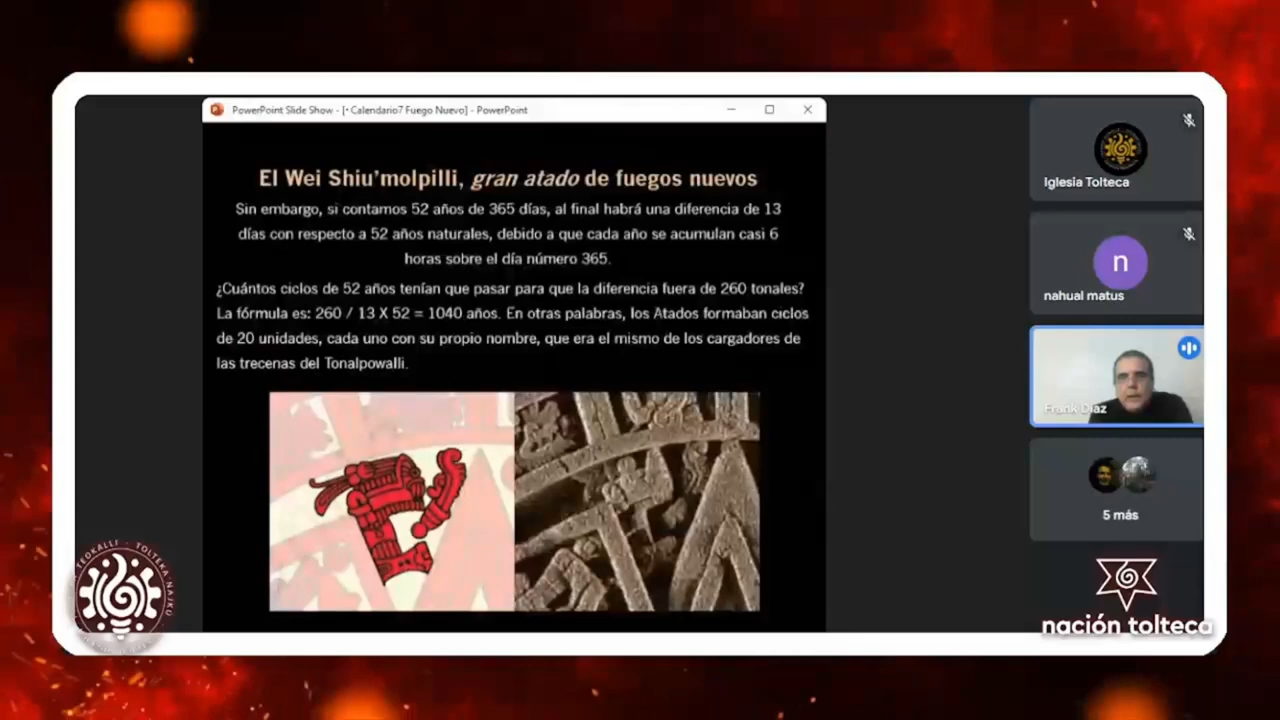 PowerPoint Slide Show - [· Calendario7 Fuego Nuevo] - PowerPoint
El Wei Shiu'molpilli, gran atado de fuegos nuevos
Sin embargo, si contamos 52 años de 365 días, al final habrá una diferencia de 13
días con respecto a 52 años naturales, debido a que cada año se acumulan casi 6
horas sobre el día número 365.
¿Cuántos ciclos de 52 años tenían que pasar para que la diferencia fuera de 260 tonales?
La fórmula es: 260 / 13 X 52 = 1040 años. En otras palabras, los Atados formaban ciclos
de 20 unidades, cada uno con su propio nombre, que era el mismo de los cargadores de
las trecenas del Tonalpowalli.
Iglesia Tolteca
n
nahual matus
Frank Díaz
5 más
TEOKALLI · TOLTEKA NAJKU
nación tolteca